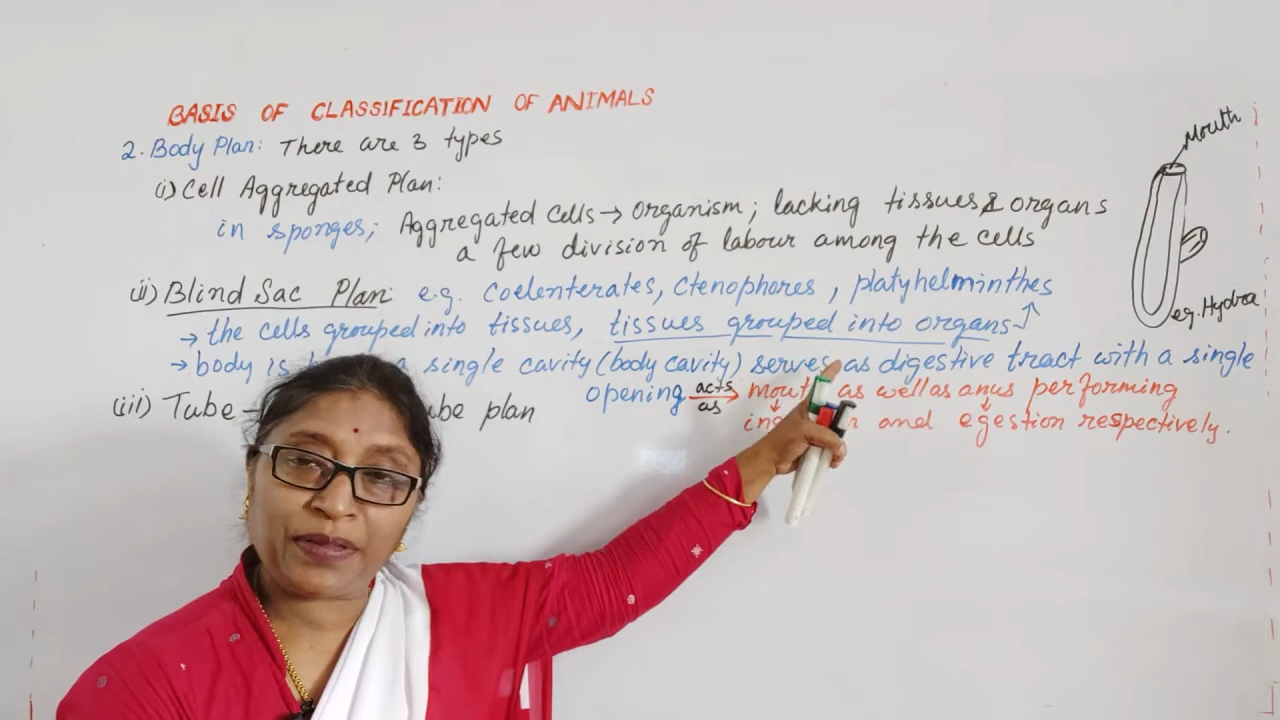 BASIS OF CLASSIFICATION OF ANIMALS
2. Body Plan: There are 3 types
(i) Cell Aggregated Plan:
in sponges; Aggregated Cells → Organism; lacking tissues & organs
a few division of labour among the cells
ii) Blind Sac Plan: e.g. Coelenterates, Ctenophores, platyhelminthes
→ the cells grouped into tissues, tissues grouped into organs
→ body is a single cavity (body cavity) serves as digestive tract with a single
opening acts as → mouth as well as anus performing
and egestion respectively.
(iii) Tube- plan
Mouth
eg. Hydra